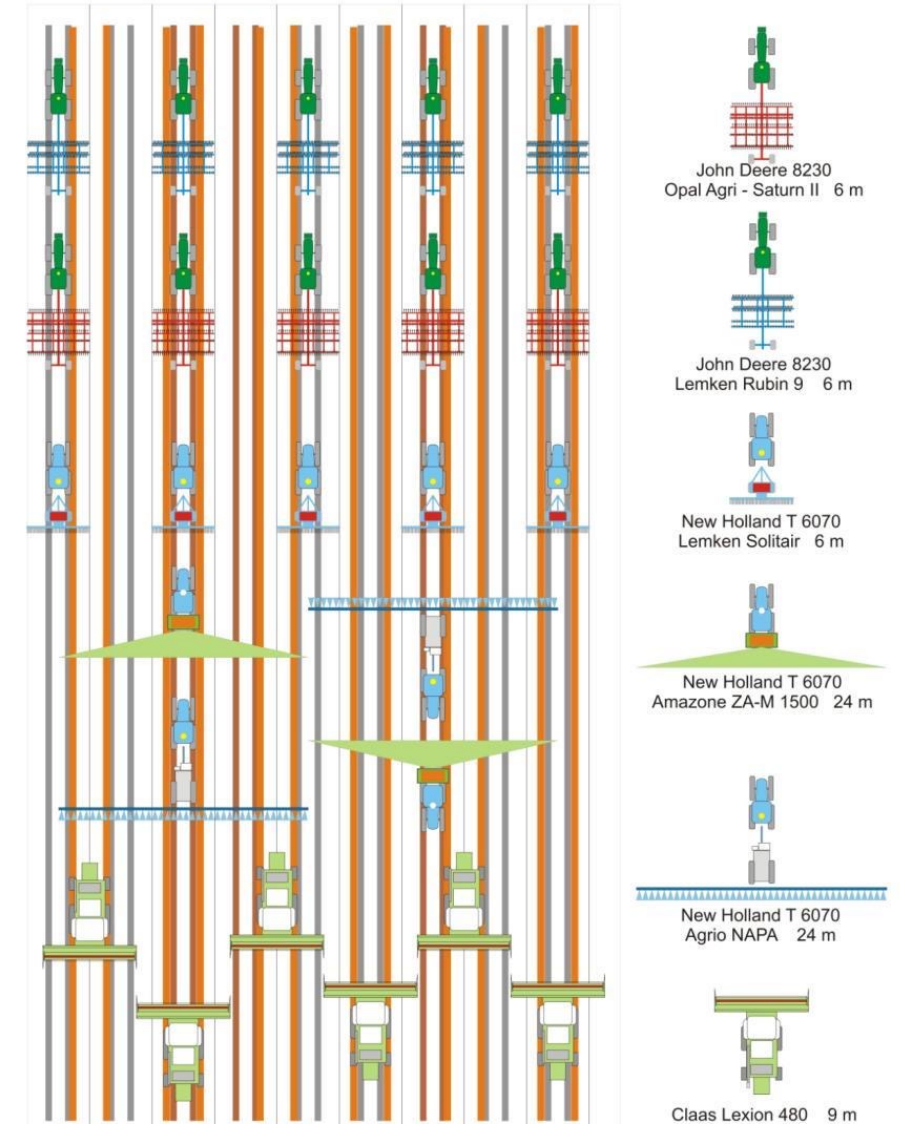 John Deere 8230
Opal Agri - Saturn II 6 m
John Deere 8230
Lemken Rubin 9 6 m
New Holland T 6070
Lemken Solitair 6 m
New Holland T 6070
Amazone ZA-M 1500 24 m
New Holland T 6070
Agrio NAPA 24 m
Claas Lexion 480 9 m